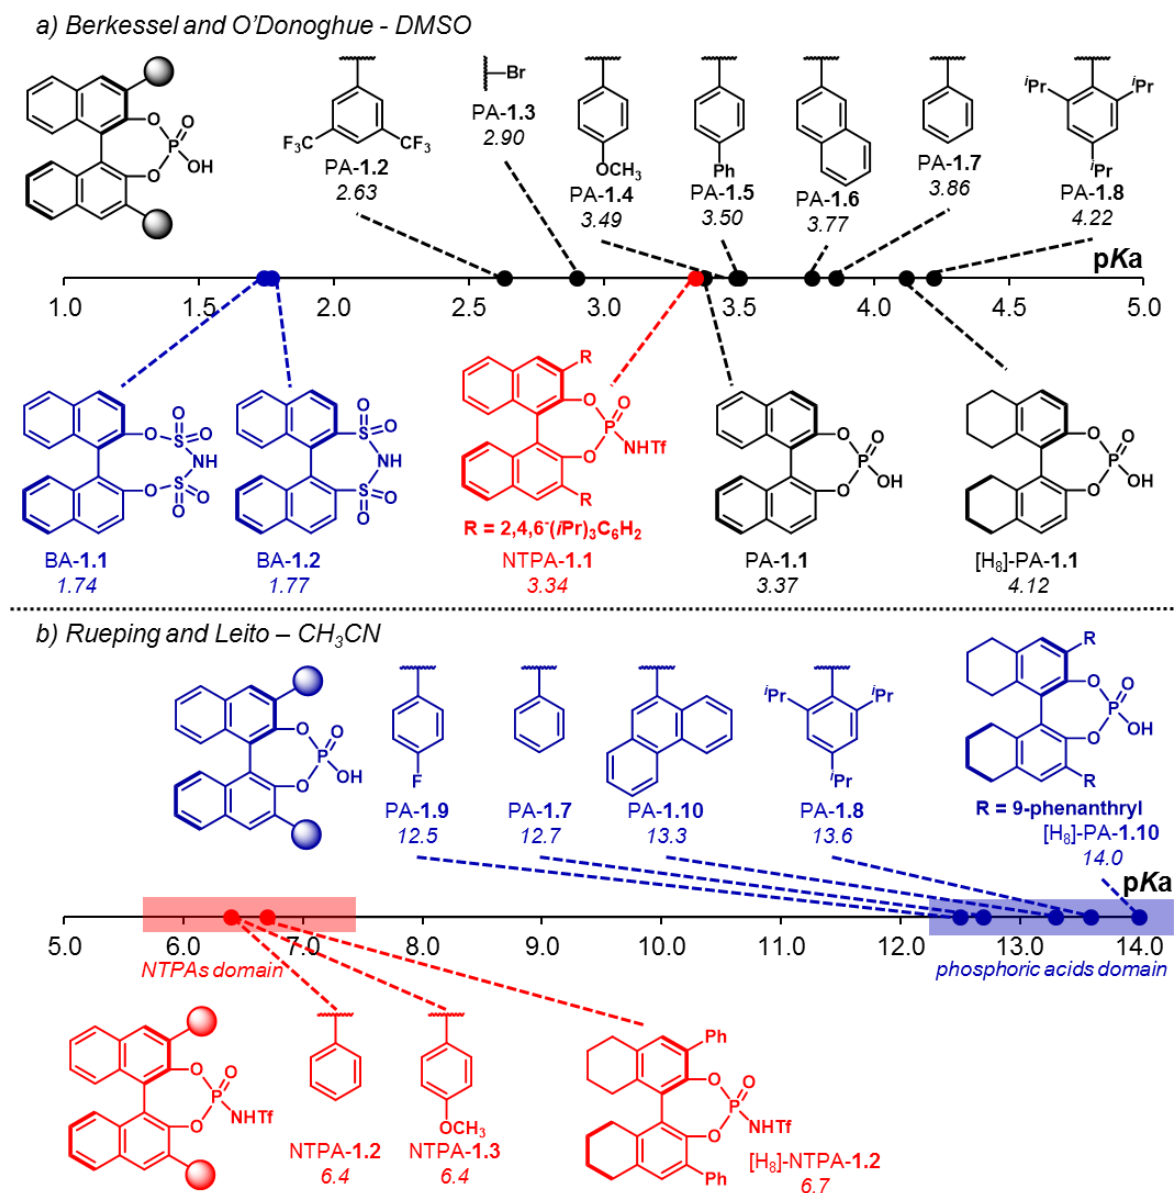 a) Berkessel and O'Donoghue - DMSO
O
P
OH
O
O
F₃C
CF₃
PA-1.2
2.63
Br
PA-1.3
2.90
OCH₃
PA-1.4
3.49
Ph
PA-1.5
3.50
PA-1.6
3.77
PA-1.7
3.86
ⁱPr
ⁱPr
ⁱPr
PA-1.8
4.22
pKa
1.0 1.5 2.0 2.5 3.0 3.5 4.0 4.5 5.0
O
O
O
S
NH
O
S
O
O
BA-1.1
1.74
O
O
S
NH
S
O
O
BA-1.2
1.77
R
O
O
P
NHTf
O
R
R = 2,4,6-(iPr)₃C₆H₂
NTPA-1.1
3.34
O
O
P
OH
O
PA-1.1
3.37
O
O
P
OH
O
[H₈]-PA-1.1
4.12
b) Rueping and Leito – CH₃CN
O
O
P
OH
O
F
PA-1.9
12.5
PA-1.7
12.7
PA-1.10
13.3
ⁱPr
ⁱPr
ⁱPr
PA-1.8
13.6
R
O
O
P
OH
O
R
R = 9-phenanthryl
[H₈]-PA-1.10
14.0
pKa
5.0 6.0 7.0 8.0 9.0 10.0 11.0 12.0 13.0 14.0
NTPAs domain
phosphoric acids domain
O
O
P
NHTf
O
NTPA-1.2
6.4
OCH₃
NTPA-1.3
6.4
Ph
O
O
P
NHTf
O
Ph
[H₈]-NTPA-1.2
6.7